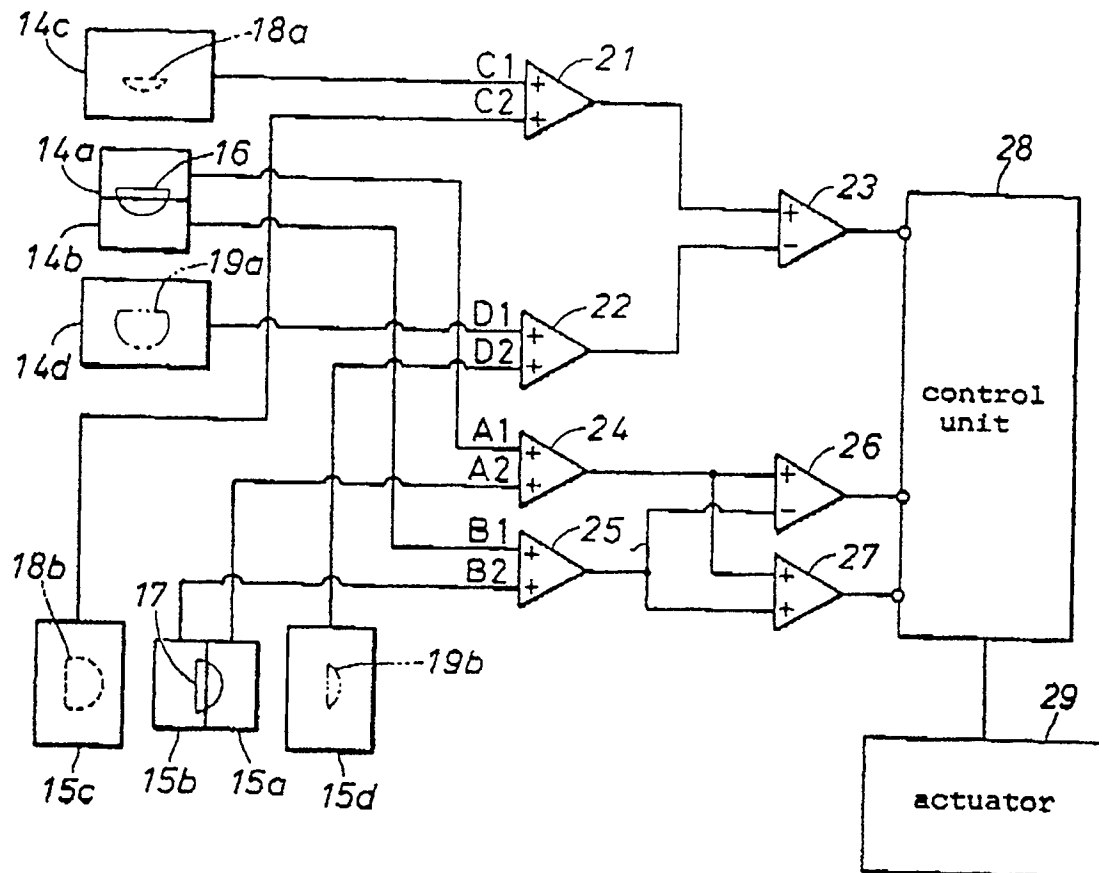 14c
18a
C1
C2
+
+
21
14a
16
14b
28
23
+
-
19a
14d
D1
D2
+
+
22
control
unit
A1
A2
+
+
24
26
+
-
B1
B2
+
+
25
27
+
+
18b
17
19b
15c
15b
15a
15d
29
actuator